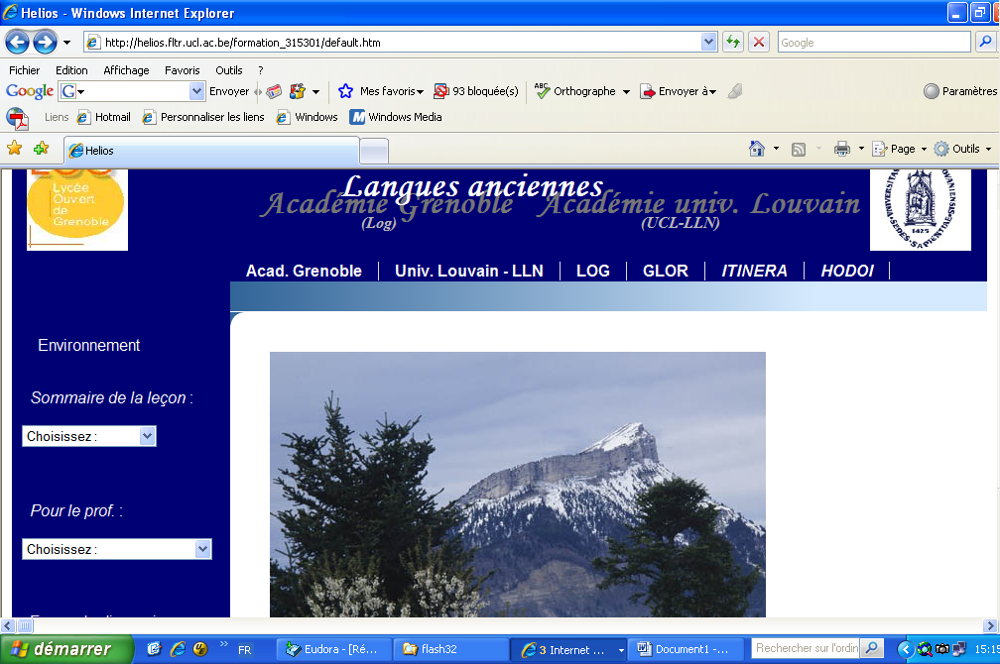 Helios - Windows Internet Explorer
http://helios.fltr.ucl.ac.be/formation_315301/default.htm
Google
Fichier Edition Affichage Favoris Outils ?
Google G Envoyer Mes favoris 93 bloquée(s) ABC Orthographe Envoyer à Paramètres
Liens Hotmail Personnaliser les liens Windows Windows Media
Helios Page Outils
Lycée
Ouvert
de
Grenoble
Langues anciennes
Académie Grenoble Académie univ. Louvain
(Log) (UCL-LLN)
1425
Acad. Grenoble Univ. Louvain - LLN LOG GLOR ITINERA HODOI
Environnement
Sommaire de la leçon :
Choisissez :
Pour le prof. :
Choisissez :
démarrer FR Eudora - [Ré... flash32 3 Internet ... Document1 -... Rechercher sur l'ordin 15:15